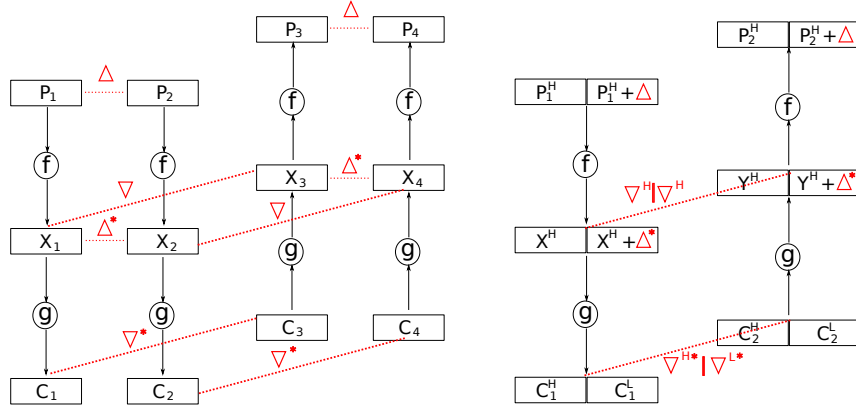 P₃ Δ P₄
P₁ Δ P₂
f f
f f
X₃ Δ* X₄
∇
∇
X₁ Δ* X₂
g g
g g
C₃ C₄
∇*
∇*
C₁ C₂
P₂ᴴ P₂ᴴ+Δ
P₁ᴴ P₁ᴴ+Δ
f
f
Yᴴ Yᴴ+Δ*
∇ᴴ|∇ᴴ
Xᴴ Xᴴ+Δ*
g
g
C₂ᴴ C₂ᴸ
∇ᴴ*|∇ᴸ*
C₁ᴴ C₁ᴸ